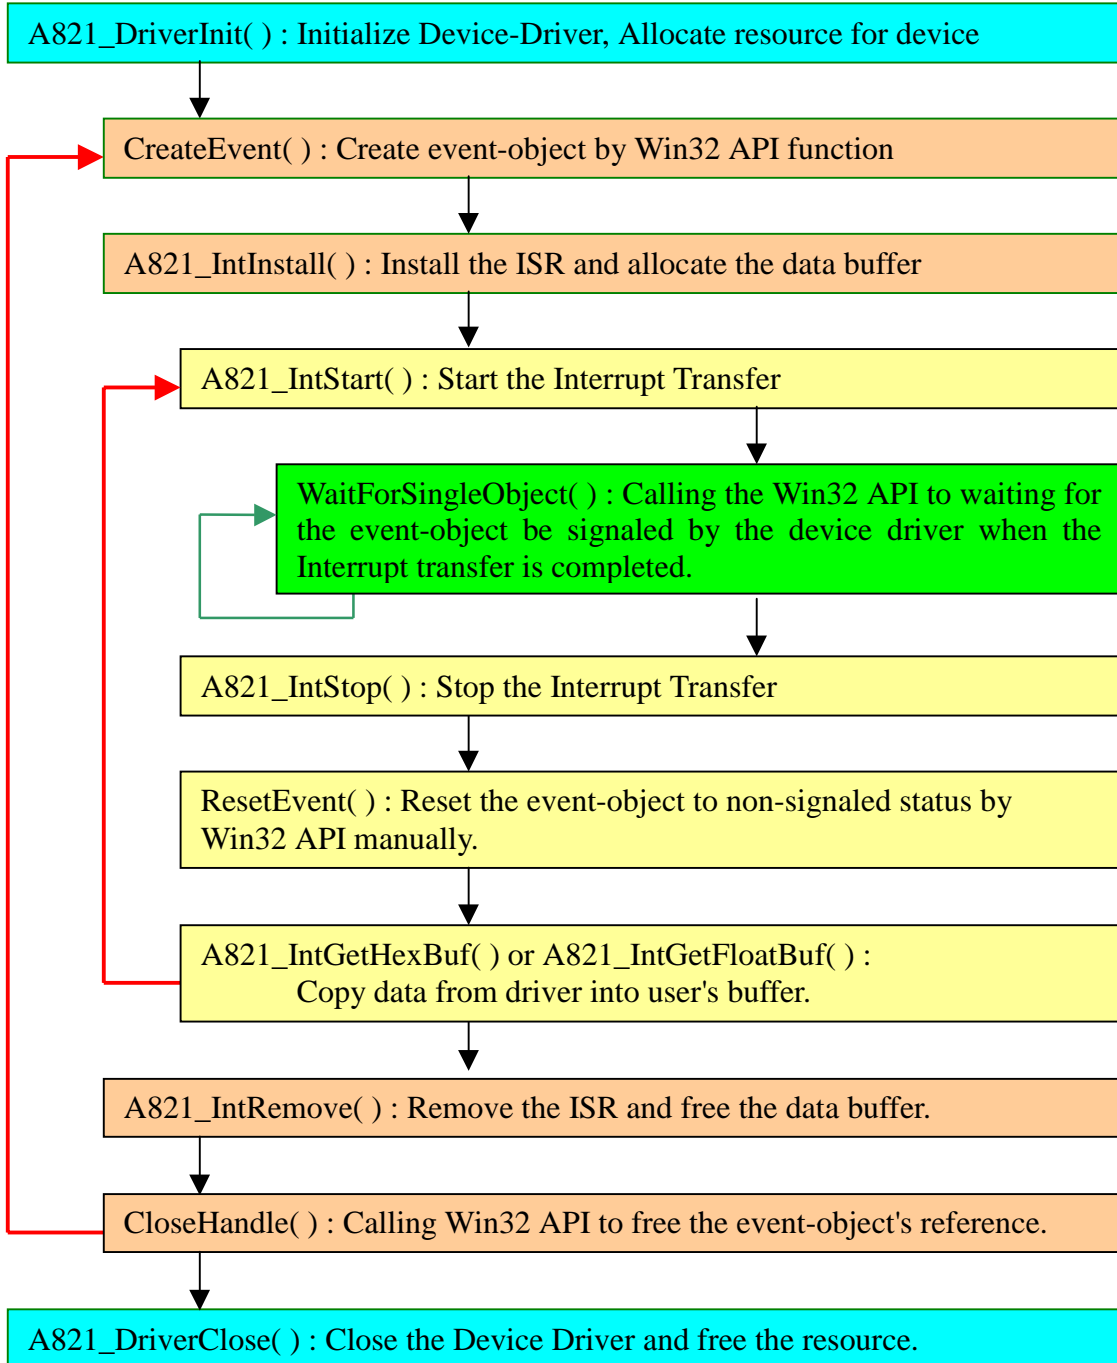 A821_DriverInit( ) : Initialize Device-Driver, Allocate resource for device
CreateEvent( ) : Create event-object by Win32 API function
A821_IntInstall( ) : Install the ISR and allocate the data buffer
A821_IntStart( ) : Start the Interrupt Transfer
WaitForSingleObject( ) : Calling the Win32 API to waiting for
the event-object be signaled by the device driver when the
Interrupt transfer is completed.
A821_IntStop( ) : Stop the Interrupt Transfer
ResetEvent( ) : Reset the event-object to non-signaled status by
Win32 API manually.
A821_IntGetHexBuf( ) or A821_IntGetFloatBuf( ) :
Copy data from driver into user's buffer.
A821_IntRemove( ) : Remove the ISR and free the data buffer.
CloseHandle( ) : Calling Win32 API to free the event-object's reference.
A821_DriverClose( ) : Close the Device Driver and free the resource.